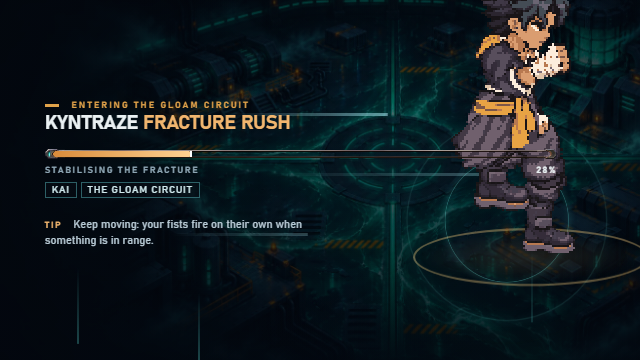 ENTERING THE GLOAM CIRCUIT
KYNTRAZE FRACTURE RUSH
STABILISING THE FRACTURE
28%
KAI
THE GLOAM CIRCUIT
TIP Keep moving: your fists fire on their own when
something is in range.